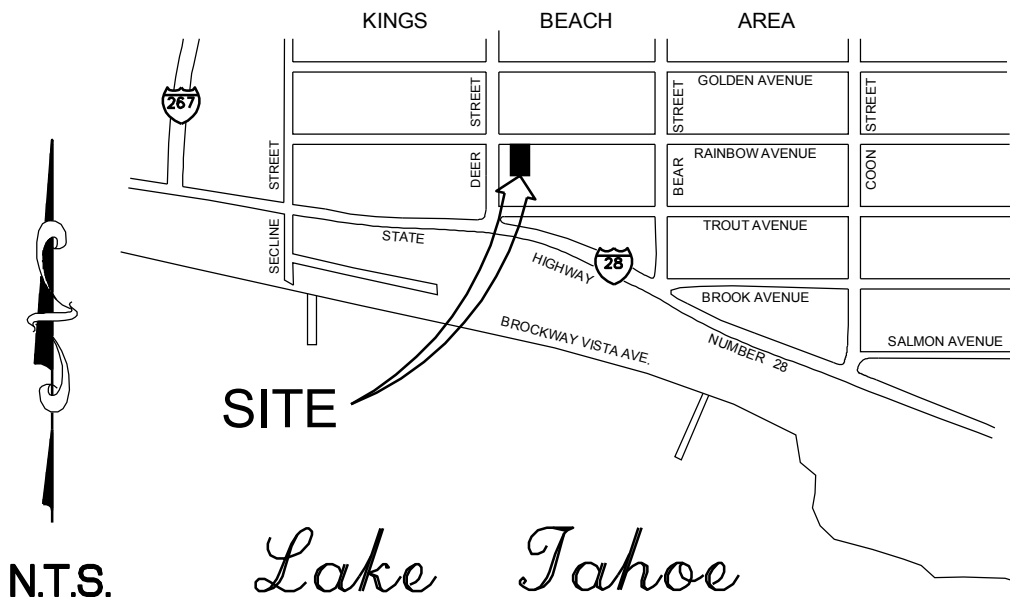 KINGS BEACH AREA
GOLDEN AVENUE
267
STREET
STREET
STREET
STREET
DEER
BEAR
RAINBOW AVENUE
COON
SECLINE
STATE
TROUT AVENUE
HIGHWAY
28
BROOK AVENUE
BROCKWAY VISTA AVE.
NUMBER 28
SALMON AVENUE
SITE
N.T.S.
Lake Tahoe